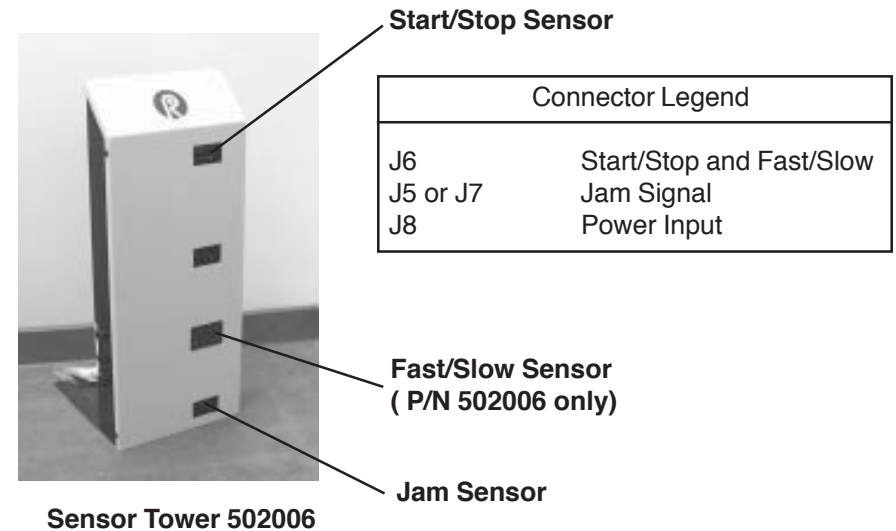 Start/Stop Sensor
Connector Legend
J6 Start/Stop and Fast/Slow
J5 or J7 Jam Signal
J8 Power Input
Fast/Slow Sensor
( P/N 502006 only)
Jam Sensor
Sensor Tower 502006
R